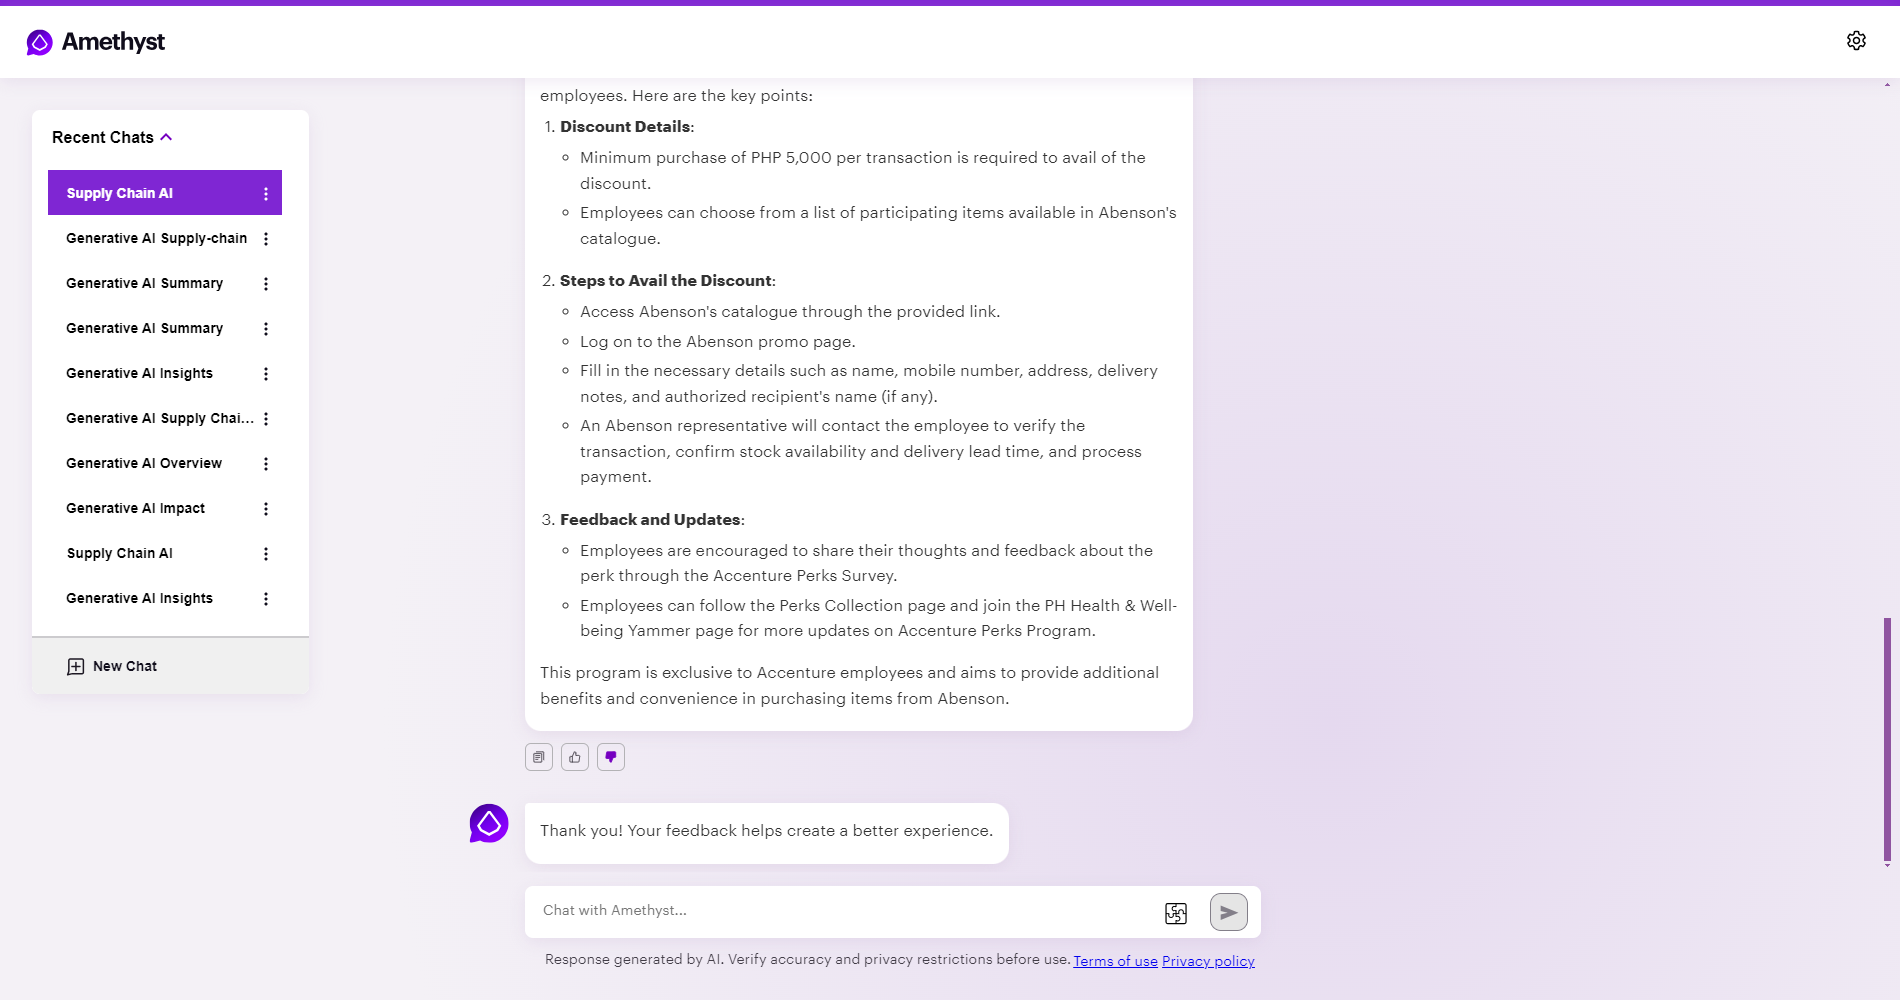 Amethyst
Recent Chats
Supply Chain AI
Generative AI Supply-chain
Generative AI Summary
Generative AI Summary
Generative AI Insights
Generative AI Supply Chai...
Generative AI Overview
Generative AI Impact
Supply Chain AI
Generative AI Insights
New Chat
employees. Here are the key points:
1. Discount Details:
Minimum purchase of PHP 5,000 per transaction is required to avail of the
discount.
Employees can choose from a list of participating items available in Abenson's
catalogue.
2. Steps to Avail the Discount:
Access Abenson's catalogue through the provided link.
Log on to the Abenson promo page.
Fill in the necessary details such as name, mobile number, address, delivery
notes, and authorized recipient's name (if any).
An Abenson representative will contact the employee to verify the
transaction, confirm stock availability and delivery lead time, and process
payment.
3. Feedback and Updates:
Employees are encouraged to share their thoughts and feedback about the
perk through the Accenture Perks Survey.
Employees can follow the Perks Collection page and join the PH Health & Well-
being Yammer page for more updates on Accenture Perks Program.
This program is exclusive to Accenture employees and aims to provide additional
benefits and convenience in purchasing items from Abenson.
Thank you! Your feedback helps create a better experience.
Chat with Amethyst...
Response generated by AI. Verify accuracy and privacy restrictions before use. Terms of use Privacy policy